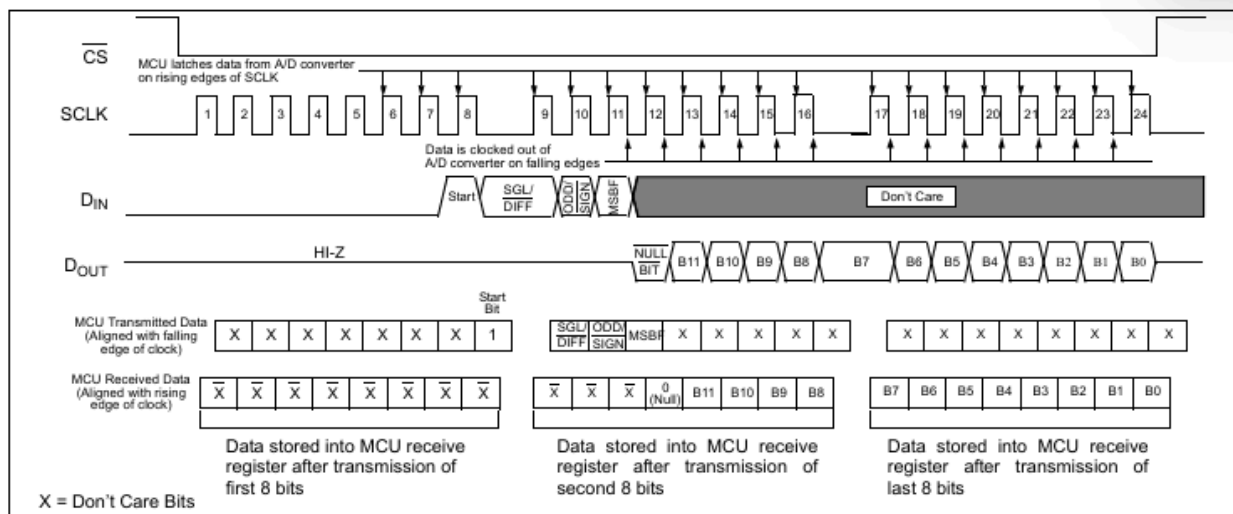 CS
MCU latches data from A/D converter
on rising edges of SCLK
SCLK
1 2 3 4 5 6 7 8 9 10 11 12 13 14 15 16 17 18 19 20 21 22 23 24
Data is clocked out of
A/D converter on falling edges
DIN
Start SGL/ DIFF ODD/ SIGN MSBF Don't Care
HI-Z
DOUT
NULL BIT B11 B10 B9 B8 B7 B6 B5 B4 B3 B2 B1 B0
Start
Bit
MCU Transmitted Data
(Aligned with falling
edge of clock)
X X X X X X X 1 SGL/ DIFF ODD/ SIGN MSBF X X X X X X X X X X X X X
MCU Received Data
(Aligned with rising
edge of clock)
X X X X X X X X X X X 0 (Null) B11 B10 B9 B8 B7 B6 B5 B4 B3 B2 B1 B0
Data stored into MCU receive
register after transmission of
first 8 bits
Data stored into MCU receive
register after transmission of
second 8 bits
Data stored into MCU receive
register after transmission of
last 8 bits
X = Don't Care Bits